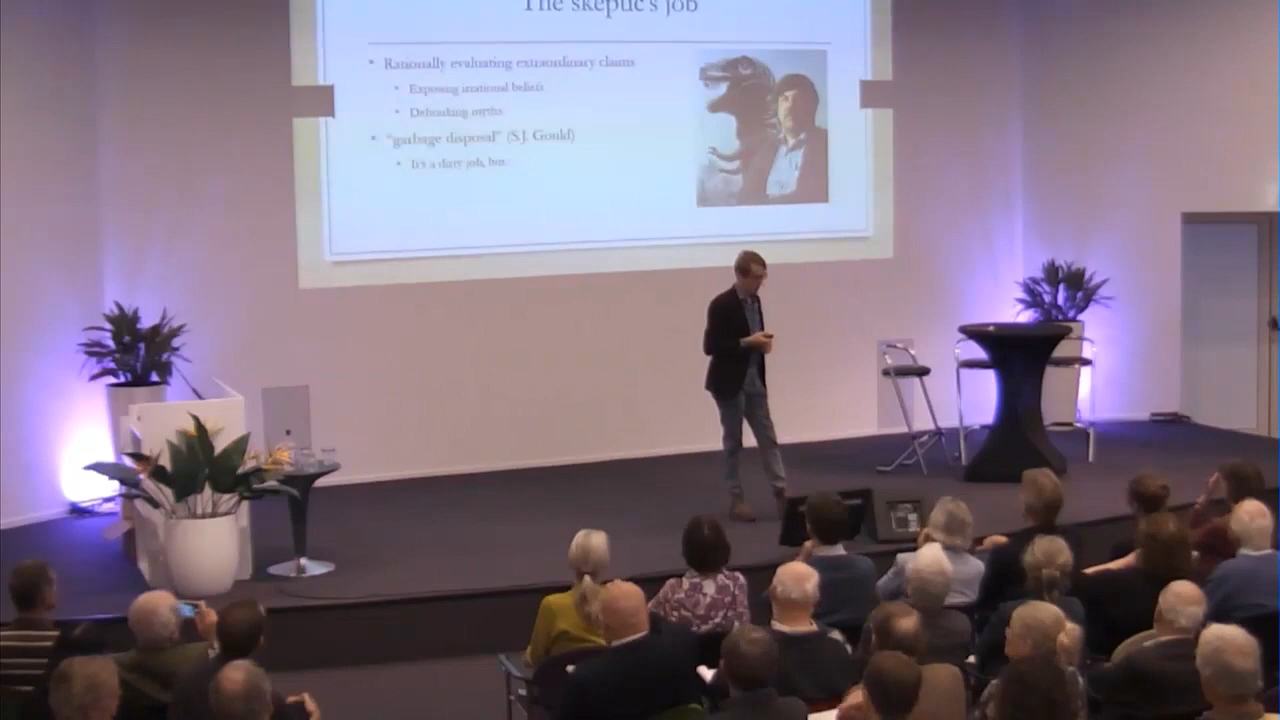 The skeptic's job
Rationally evaluating extraordinary claims
Exposing irrational beliefs
Debunking myths
"garbage disposal" (S.J. Gould)
It's a dirty job, but...